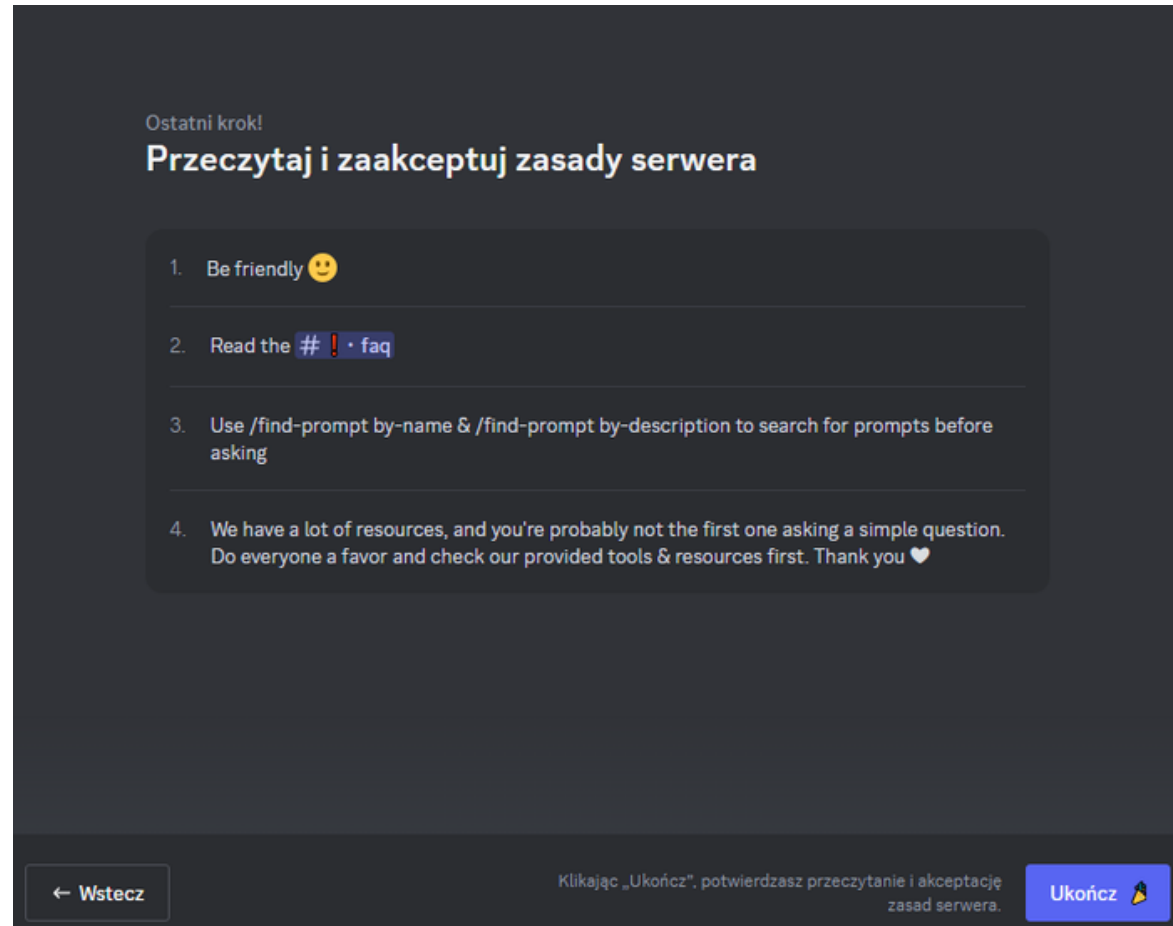 Ostatni krok!
Przeczytaj i zaakceptuj zasady serwera
1. Be friendly 🙂
2. Read the #❗・faq
3. Use /find-prompt by-name & /find-prompt by-description to search for prompts before
asking
4. We have a lot of resources, and you're probably not the first one asking a simple question.
Do everyone a favor and check our provided tools & resources first. Thank you ♥
← Wstecz
Klikając „Ukończ”, potwierdzasz przeczytanie i akceptację
zasad serwera.
Ukończ 🎉